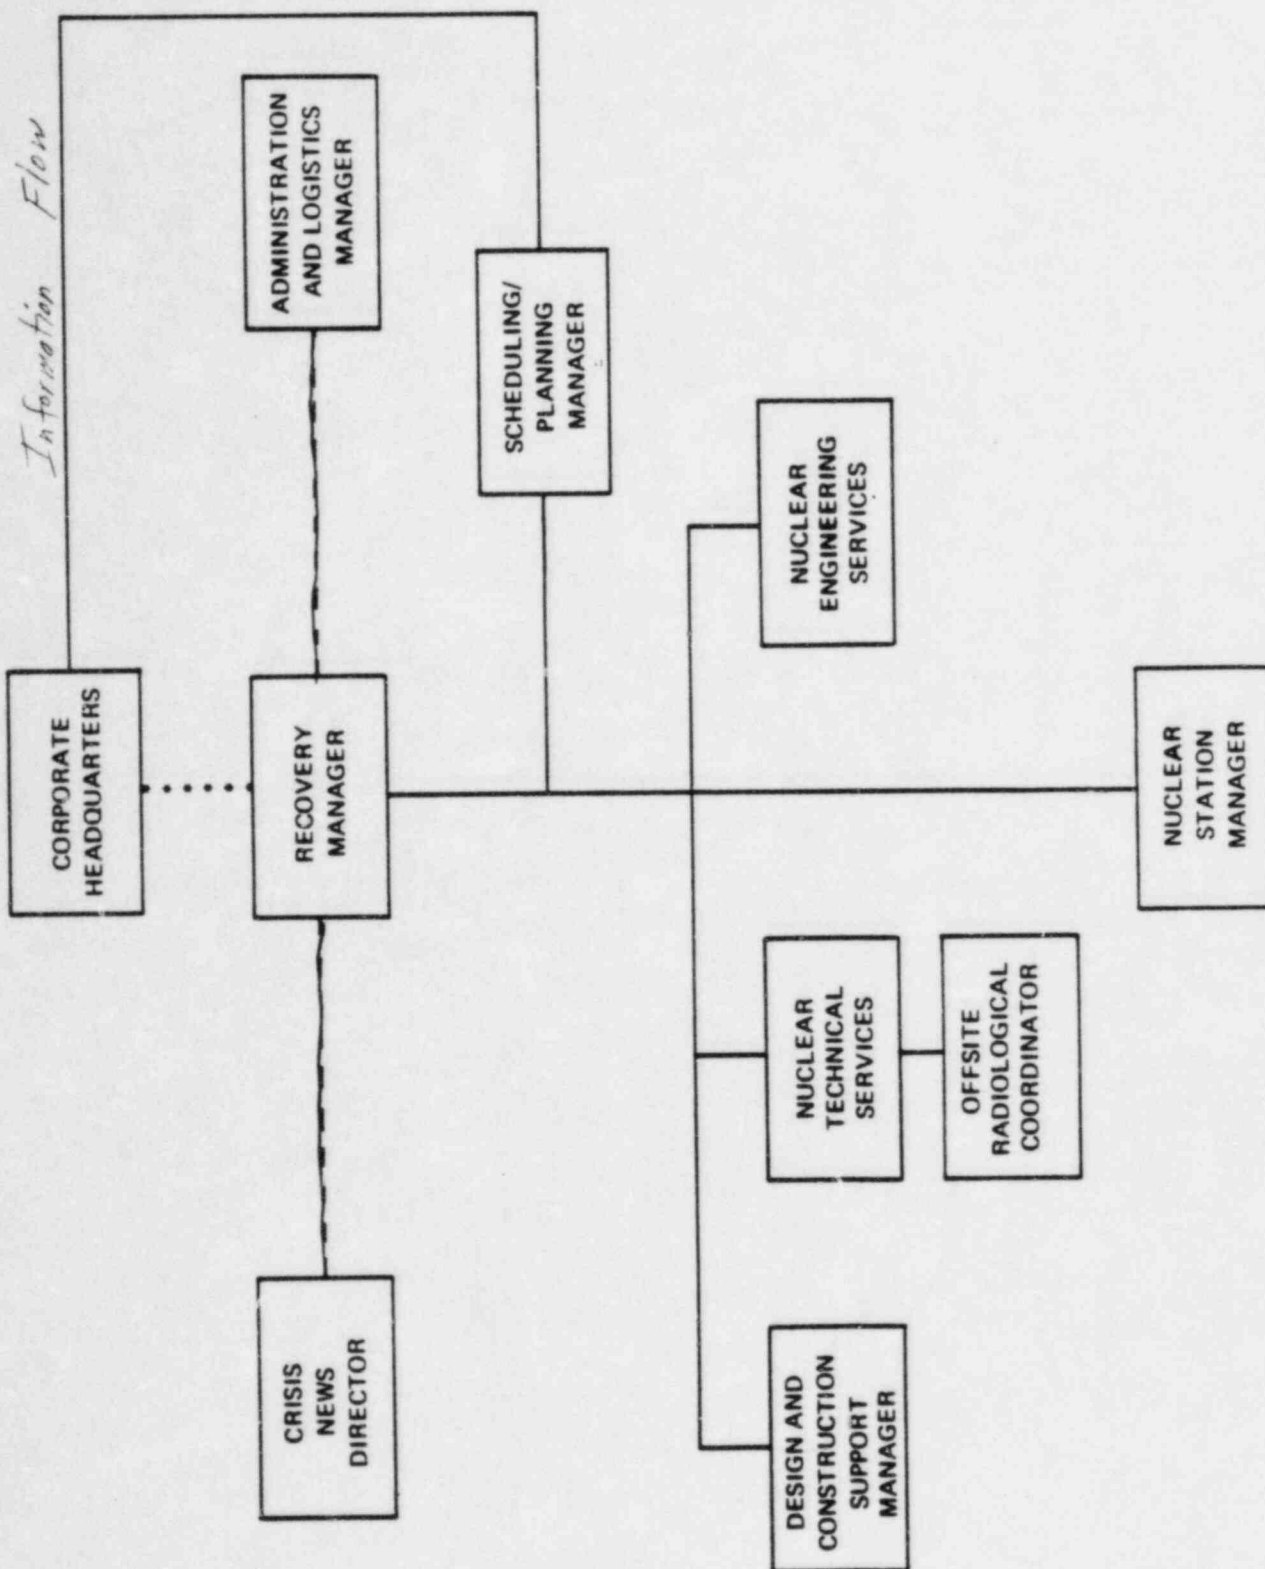 Information Flow
CORPORATE
HEADQUARTERS
CRISIS
NEWS
DIRECTOR
RECOVERY
MANAGER
ADMINISTRATION
AND LOGISTICS
MANAGER
SCHEDULING/
PLANNING
MANAGER
DESIGN AND
CONSTRUCTION
SUPPORT
MANAGER
NUCLEAR
TECHNICAL
SERVICES
NUCLEAR
ENGINEERING
SERVICES
OFFSITE
RADIOLOGICAL
COORDINATOR
NUCLEAR
STATION
MANAGER